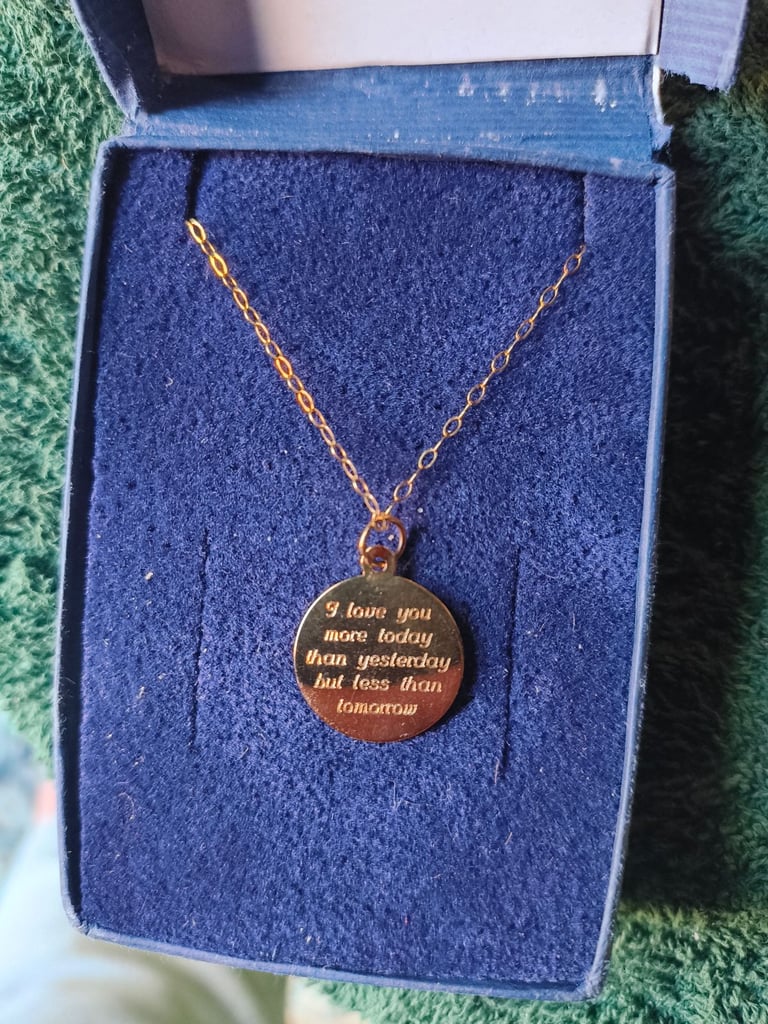 I love you
more today
than yesterday
but less than
tomorrow